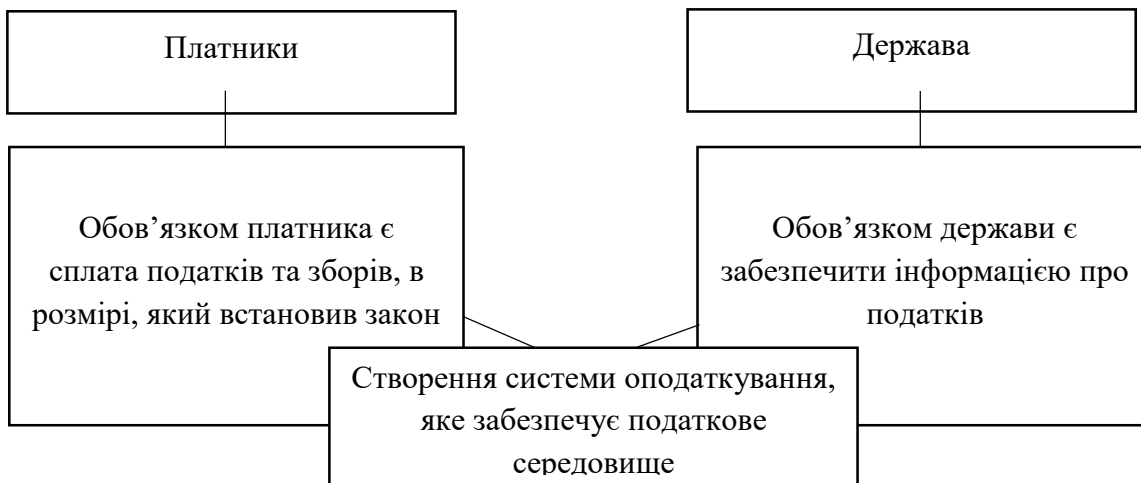 Платники
Держава
Обов’язком платника є
сплата податків та зборів, в
розмірі, який встановив закон
Обов’язком держави є
забезпечити інформацією про
податків
Створення системи оподаткування,
яке забезпечує податкове
середовище